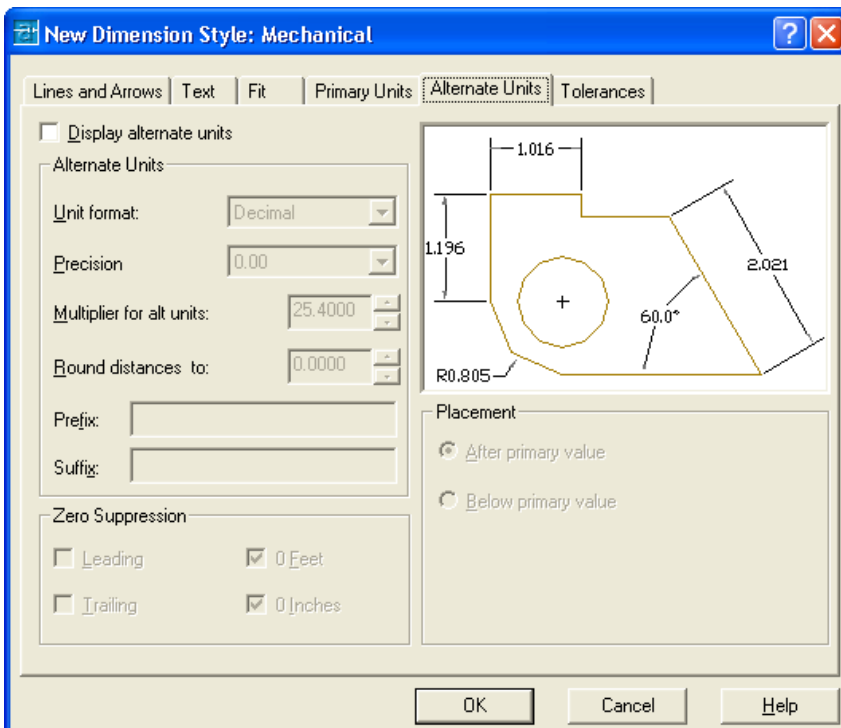 New Dimension Style: Mechanical
Lines and Arrows Text Fit Primary Units Alternate Units Tolerances
Display alternate units
Alternate Units
Unit format: Decimal
Precision 0.00
Multiplier for alt units: 25.4000
Round distances to: 0.0000
Prefix:
Suffix:
Zero Suppression
Leading 0 Feet
Trailing 0 Inches
1.016
1.196
2.021
60.0°
R0.805
Placement
After primary value
Below primary value
OK Cancel Help